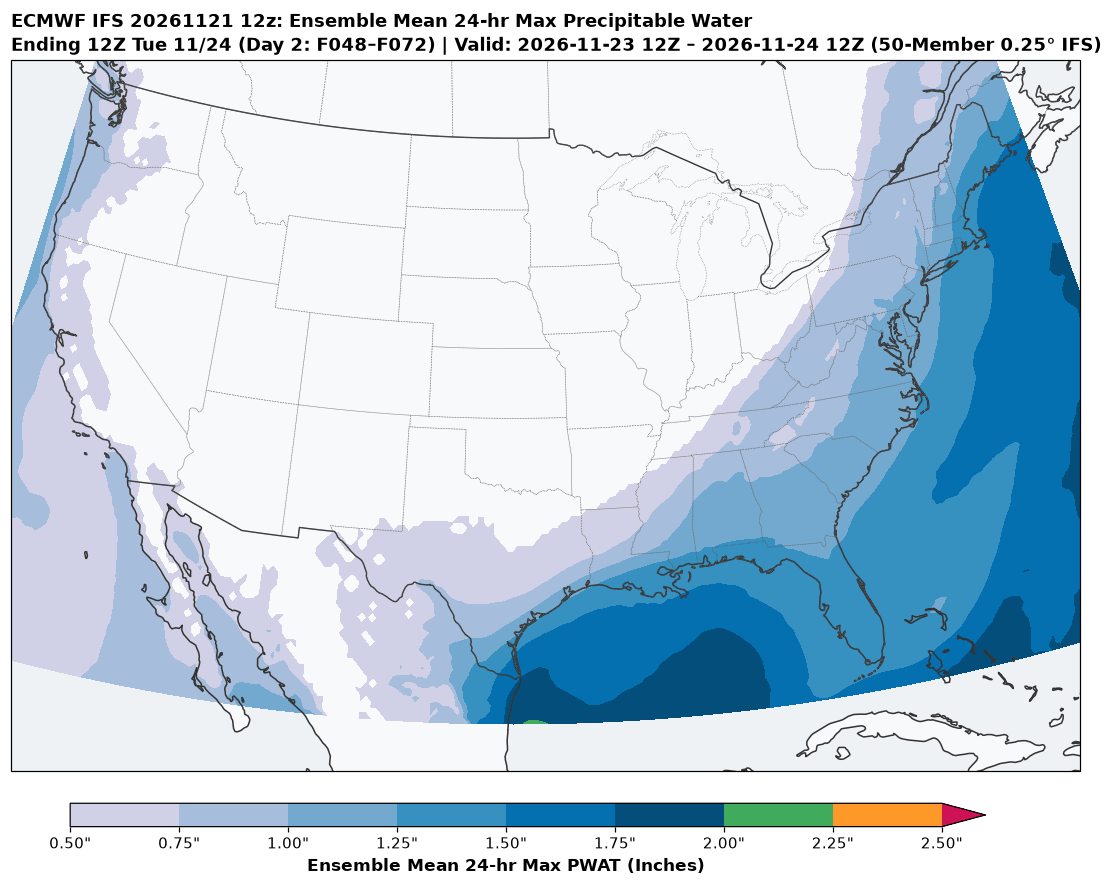 ECMWF IFS 20261121 12z: Ensemble Mean 24-hr Max Precipitable Water
Ending 12Z Tue 11/24 (Day 2: F048–F072) | Valid: 2026-11-23 12Z – 2026-11-24 12Z (50-Member 0.25° IFS)
0.50" 0.75" 1.00" 1.25" 1.50" 1.75" 2.00" 2.25" 2.50"
Ensemble Mean 24-hr Max PWAT (Inches)